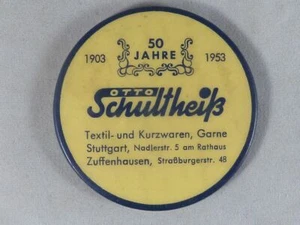 50
JAHRE
1903 1953
OTTO
Schultheiß
Textil- und Kurzwaren, Garne
Stuttgart, Nadlerstr. 5 am Rathaus
Zuffenhausen, Straßburgerstr. 48